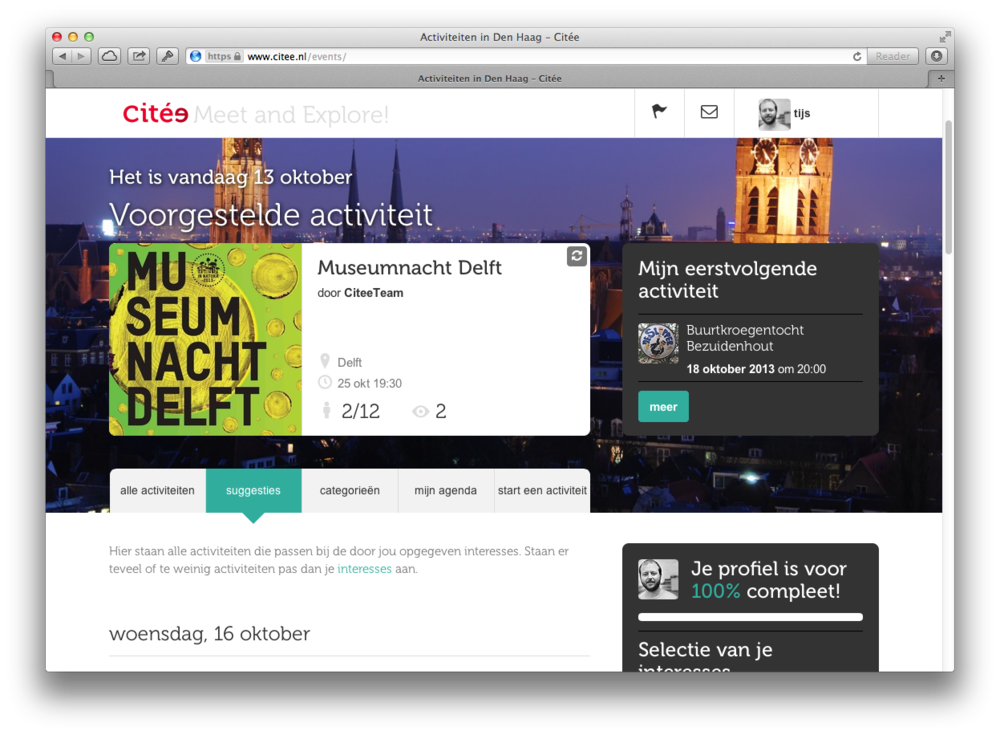 Activiteiten in Den Haag – Citée
https www.citee.nl/events/
Reader
Activiteiten in Den Haag – Citée
Citée Meet and Explore!
tijs
Het is vandaag 13 oktober
Voorgestelde activiteit
MU
SEUM
NACHT
DELFT
Museumnacht Delft
door CiteeTeam
Delft
25 okt 19:30
2/12 2
Mijn eerstvolgende
activiteit
Buurtkroegentocht
Bezuidenhout
18 oktober 2013 om 20:00
meer
alle activiteiten
suggesties
categorieën
mijn agenda
start een activiteit
Hier staan alle activiteiten die passen bij de door jou opgegeven interesses. Staan er
teveel of te weinig activiteiten pas dan je interesses aan.
woensdag, 16 oktober
Je profiel is voor
100% compleet!
Selectie van je
interesses